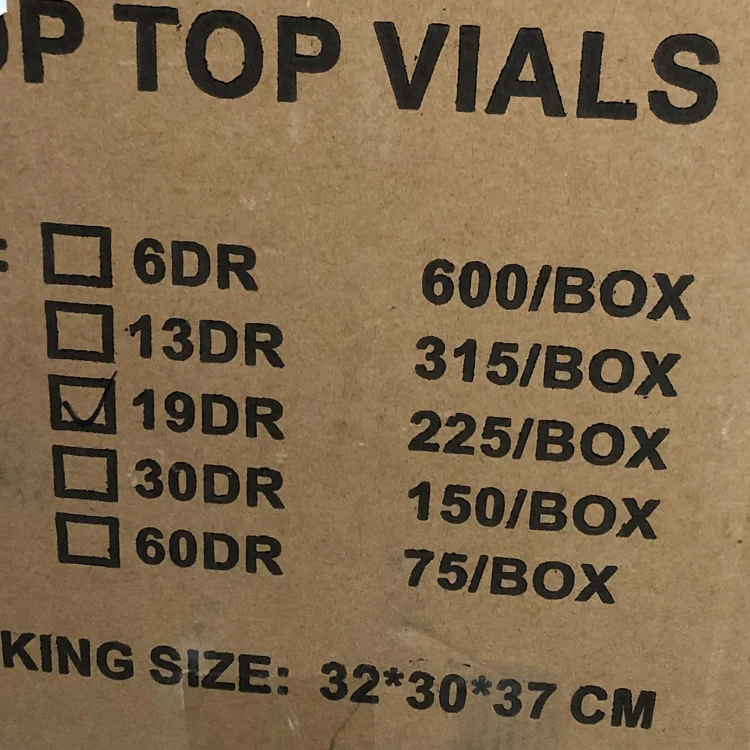 OP TOP VIALS
: 6DR 600/BOX
13DR 315/BOX
19DR 225/BOX
30DR 150/BOX
60DR 75/BOX
KING SIZE: 32*30*37 CM